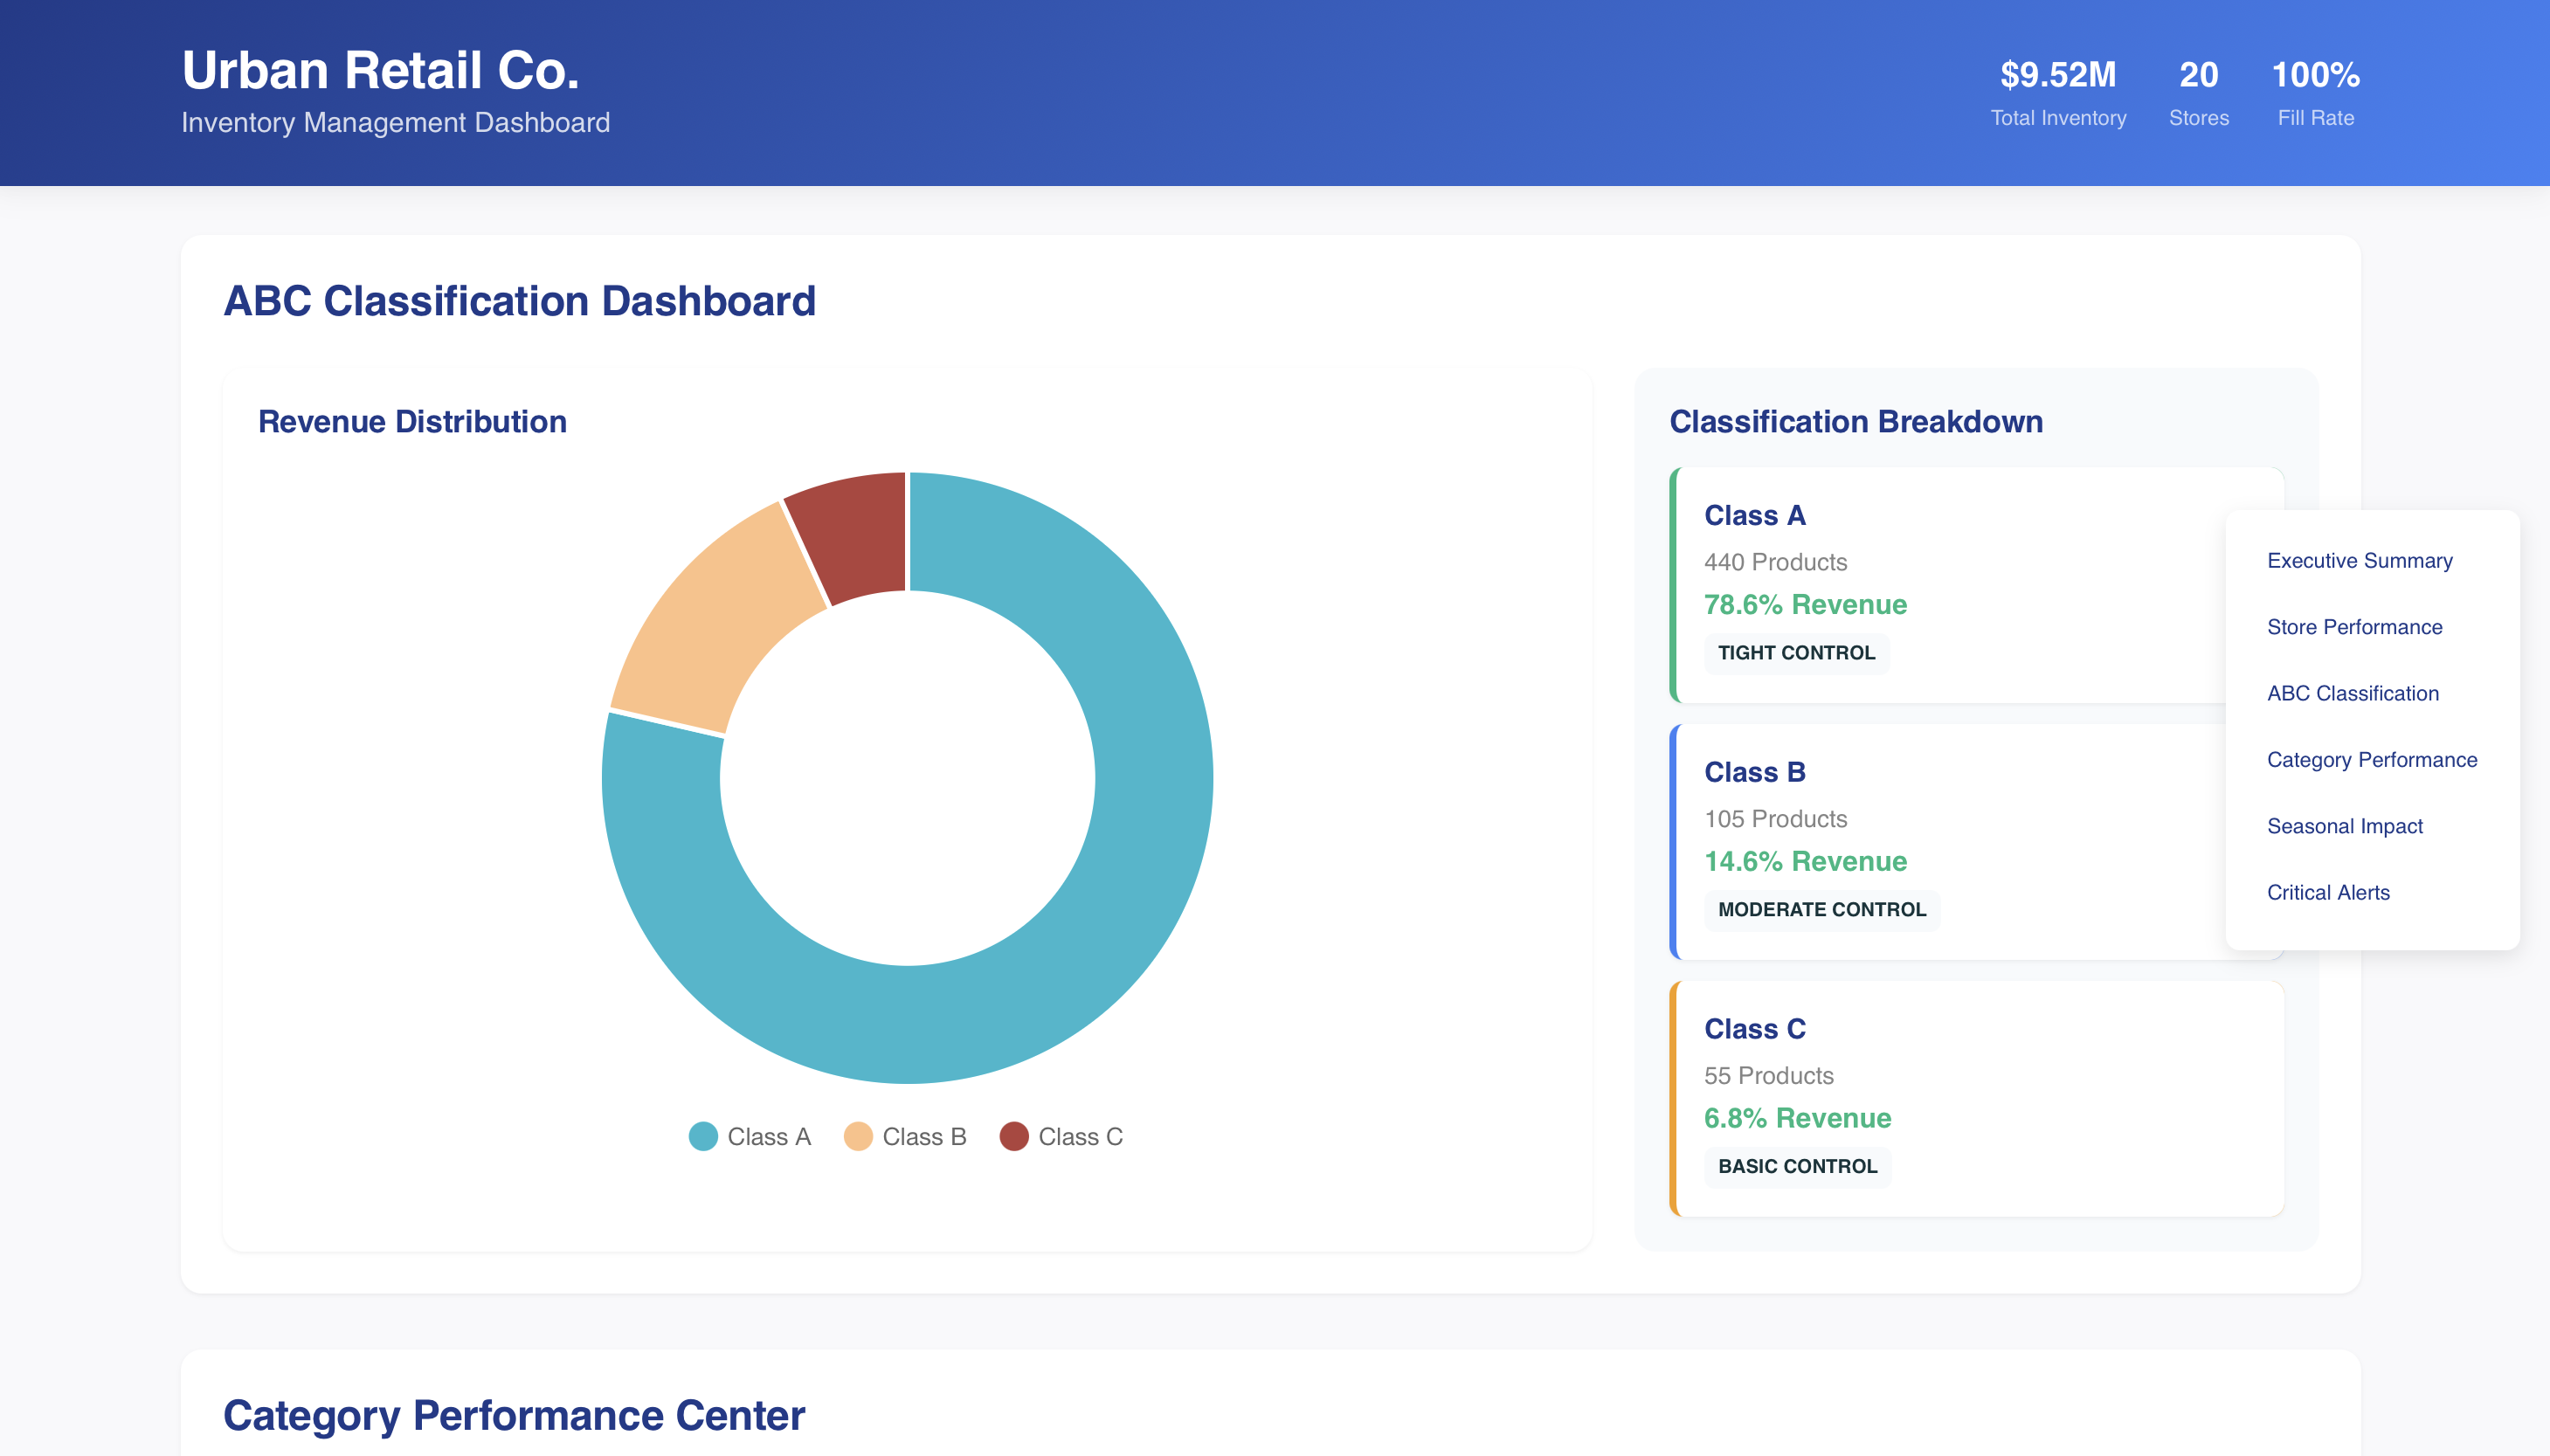 Urban Retail Co.
Inventory Management Dashboard
$9.52M
Total Inventory
20
Stores
100%
Fill Rate
ABC Classification Dashboard
Revenue Distribution
Class A
Class B
Class C
Classification Breakdown
Class A
440 Products
78.6% Revenue
TIGHT CONTROL
Class B
105 Products
14.6% Revenue
MODERATE CONTROL
Class C
55 Products
6.8% Revenue
BASIC CONTROL
Executive Summary
Store Performance
ABC Classification
Category Performance
Seasonal Impact
Critical Alerts
Category Performance Center